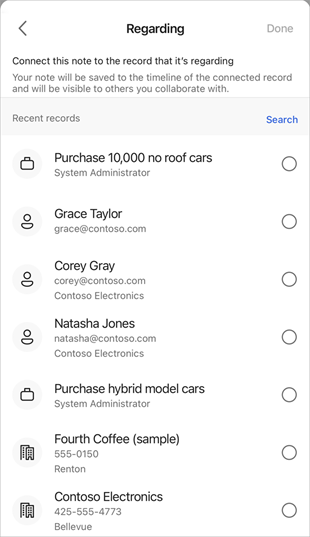 Regarding
Done
Connect this note to the record that it's regarding
Your note will be saved to the timeline of the connected record
and will be visible to others you collaborate with.
Recent records
Search
Purchase 10,000 no roof cars
System Administrator
Grace Taylor
grace@contoso.com
Corey Gray
corey@contoso.com
Contoso Electronics
Natasha Jones
natasha@contoso.com
Contoso Electronics
Purchase hybrid model cars
System Administrator
Fourth Coffee (sample)
555-0150
Renton
Contoso Electronics
425-555-4773
Bellevue